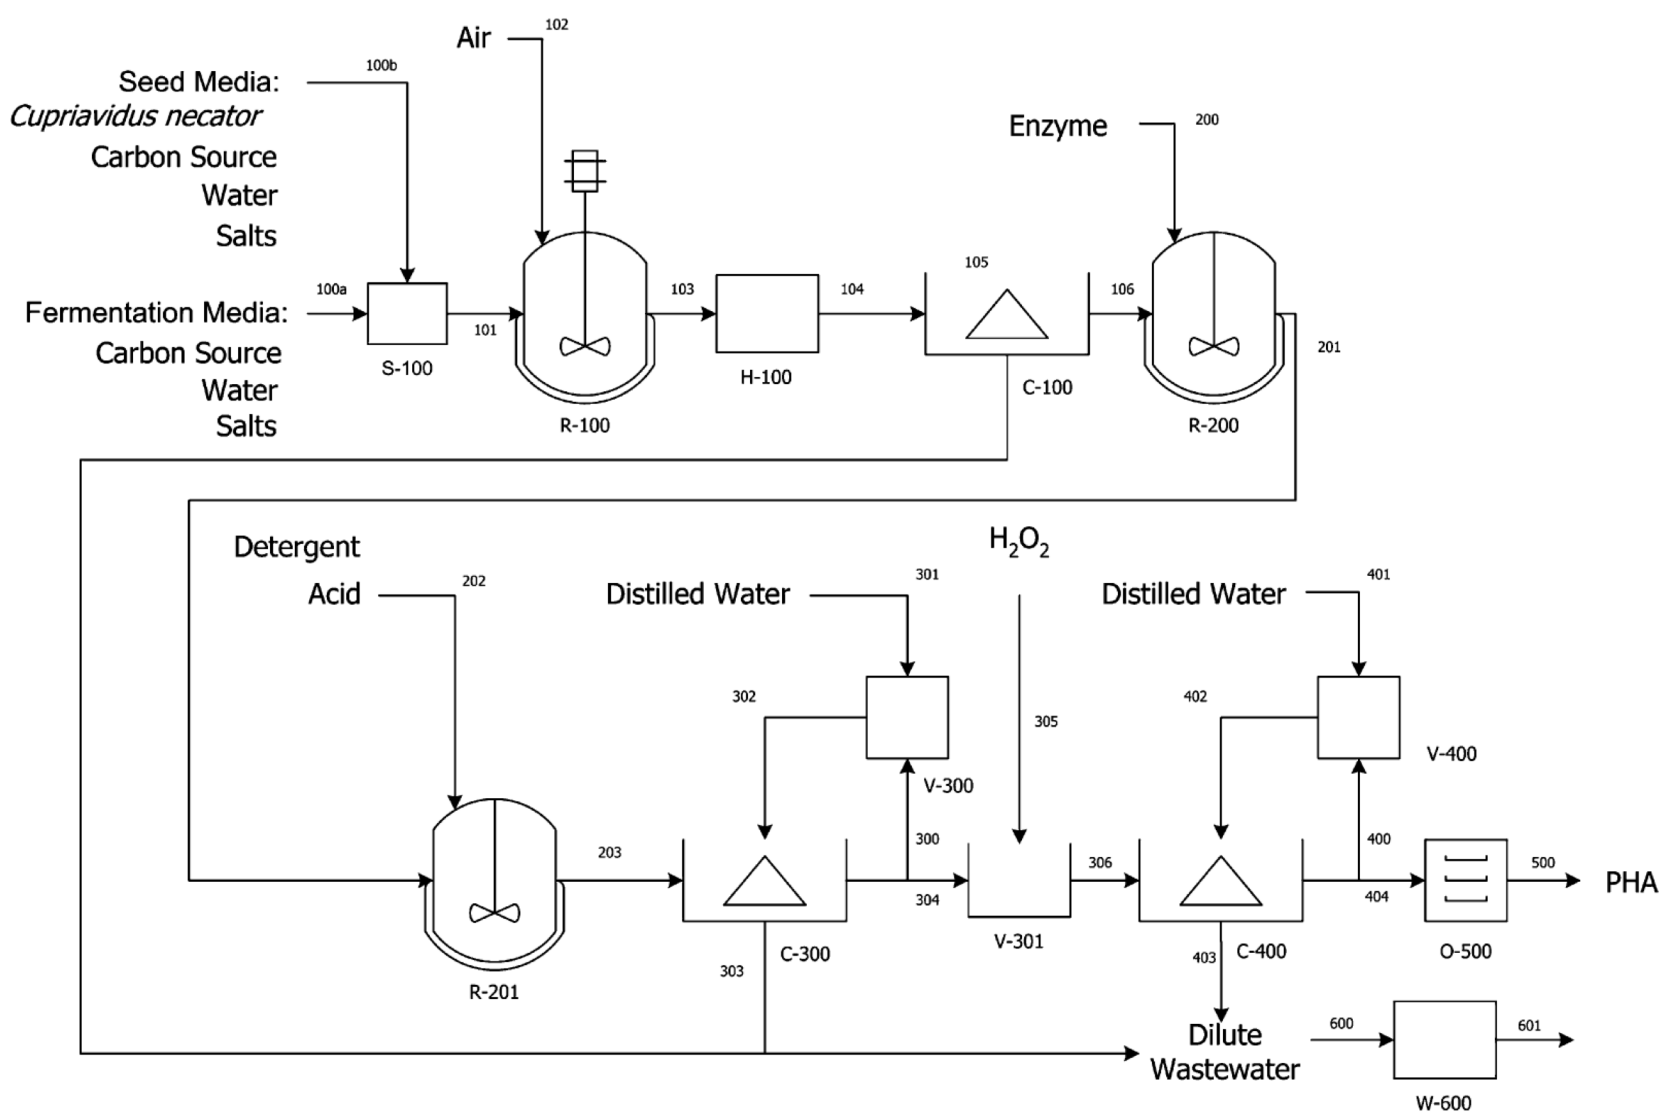 Air
102
Seed Media:
100b
Cupriavidus necator
Carbon Source
Water
Salts
Enzyme
200
Fermentation Media:
100a
Carbon Source
Water
Salts
S-100
101
R-100
103
H-100
104
105
C-100
106
R-200
201
Detergent
Acid
202
Distilled Water
301
H₂O₂
Distilled Water
401
302
V-300
305
402
V-400
R-201
203
300
304
C-300
303
V-301
306
400
404
C-400
403
O-500
500
PHA
Dilute
Wastewater
600
W-600
601